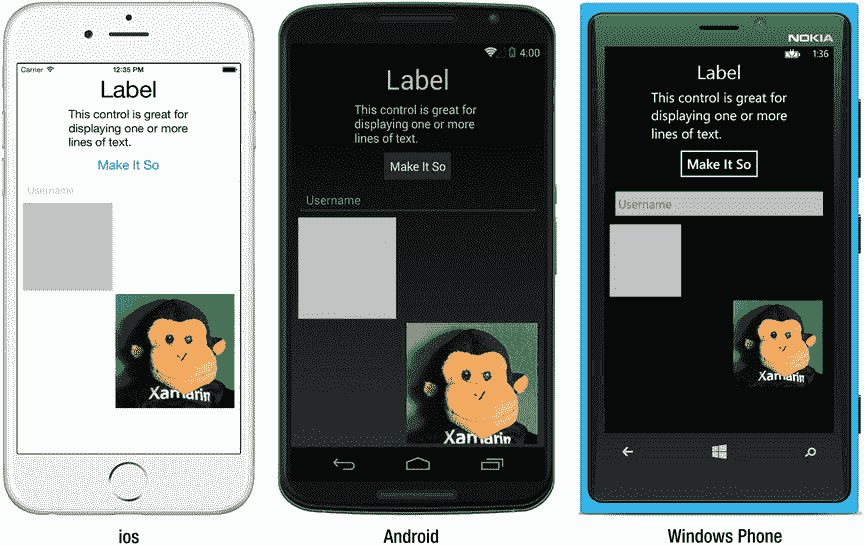 Carrier 12:35 PM
Label
This control is great for
displaying one or more
lines of text.
Make It So
Username
Xamarin
4:00
Label
This control is great for
displaying one or more
lines of text.
Make It So
Username
Xamarin
NOKIA
1:36
Label
This control is great for
displaying one or more
lines of text.
Make It So
Username
Xamarin
ios
Android
Windows Phone